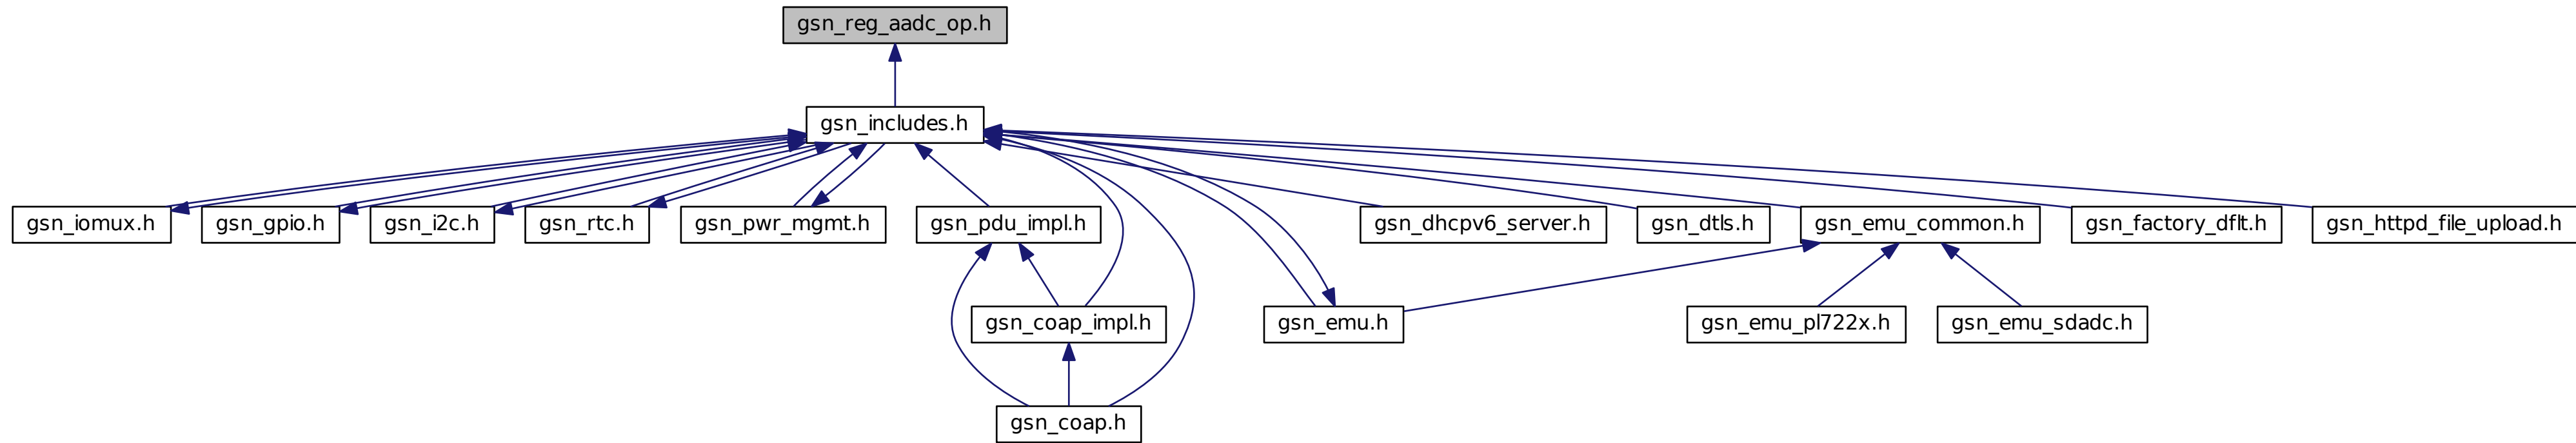 gsn_reg_aadc_op.h
gsn_includes.h
gsn_iomux.h
gsn_gpio.h
gsn_i2c.h
gsn_rtc.h
gsn_pwr_mgmt.h
gsn_pdu_impl.h
gsn_dhcpv6_server.h
gsn_dtls.h
gsn_emu_common.h
gsn_factory_dflt.h
gsn_httpd_file_upload.h
gsn_coap_impl.h
gsn_emu.h
gsn_emu_pl722x.h
gsn_emu_sdadc.h
gsn_coap.h